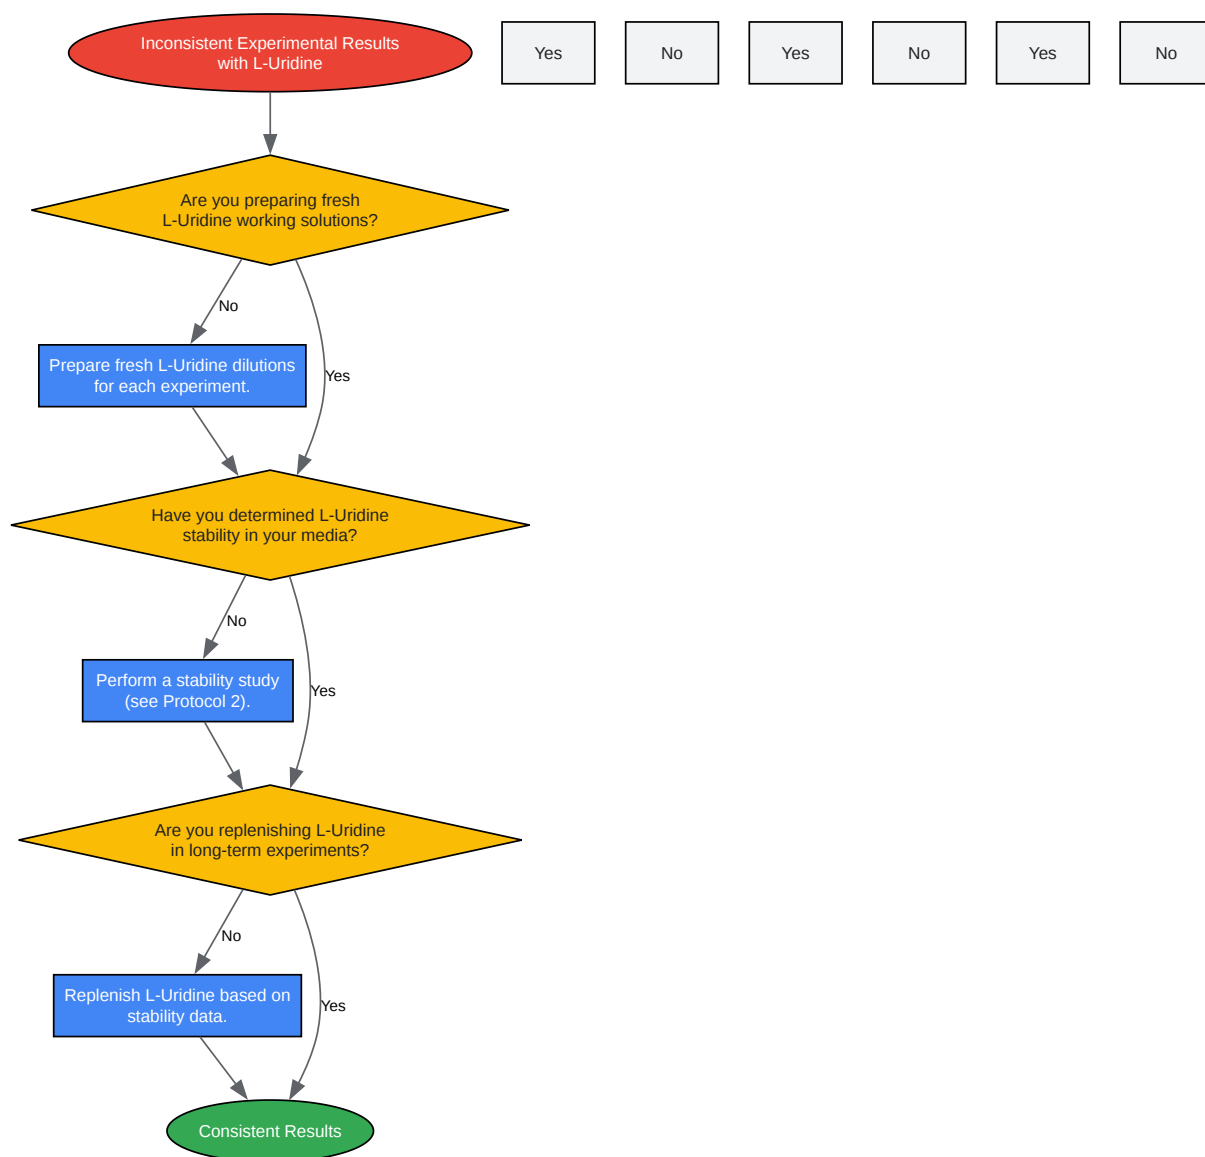 Inconsistent Experimental Results
with L-Uridine
Yes
No
Yes
No
Yes
No
Are you preparing fresh
L-Uridine working solutions?
No
Prepare fresh L-Uridine dilutions
for each experiment.
Yes
Have you determined L-Uridine
stability in your media?
No
Perform a stability study
(see Protocol 2).
Yes
Are you replenishing L-Uridine
in long-term experiments?
No
Replenish L-Uridine based on
stability data.
Yes
Consistent Results